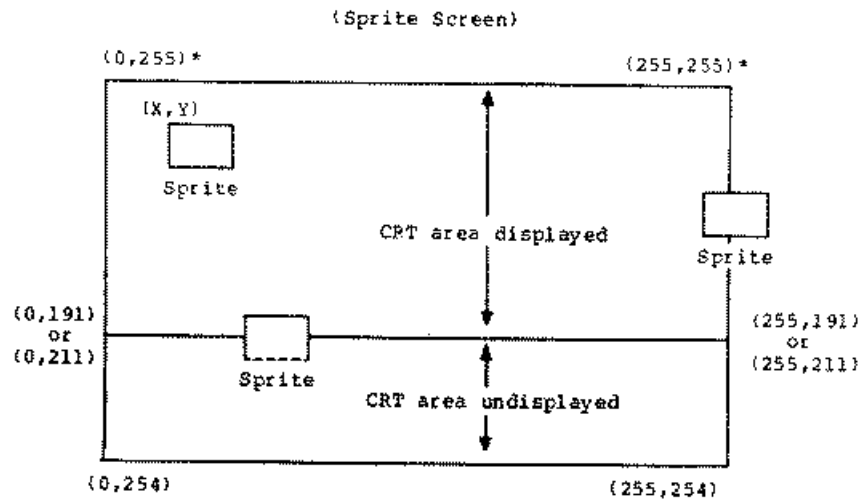 (Sprite Screen)
(0,255)*
(255,255)*
(X,Y)
Sprite
CRT area displayed
Sprite
(0,191)
or
(0,211)
(255,191)
or
(255,211)
Sprite
CRT area undisplayed
(0,254)
(255,254)